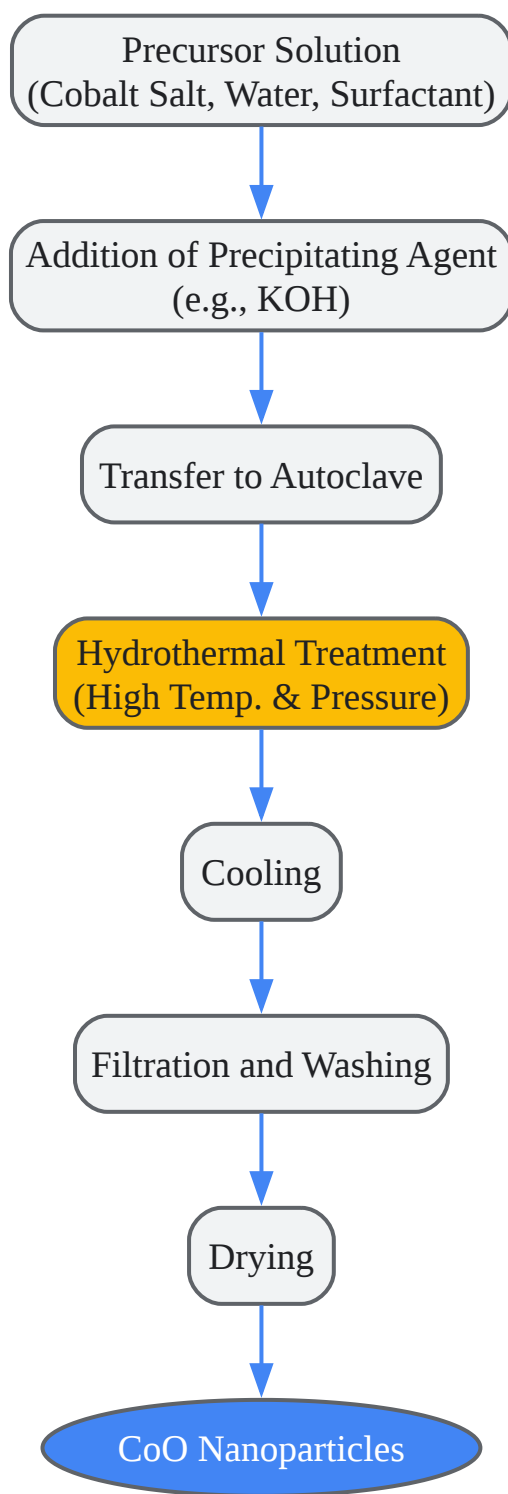 Precursor Solution
(Cobalt Salt, Water, Surfactant)
Addition of Precipitating Agent
(e.g., KOH)
Transfer to Autoclave
Hydrothermal Treatment
(High Temp. & Pressure)
Cooling
Filtration and Washing
Drying
CoO Nanoparticles